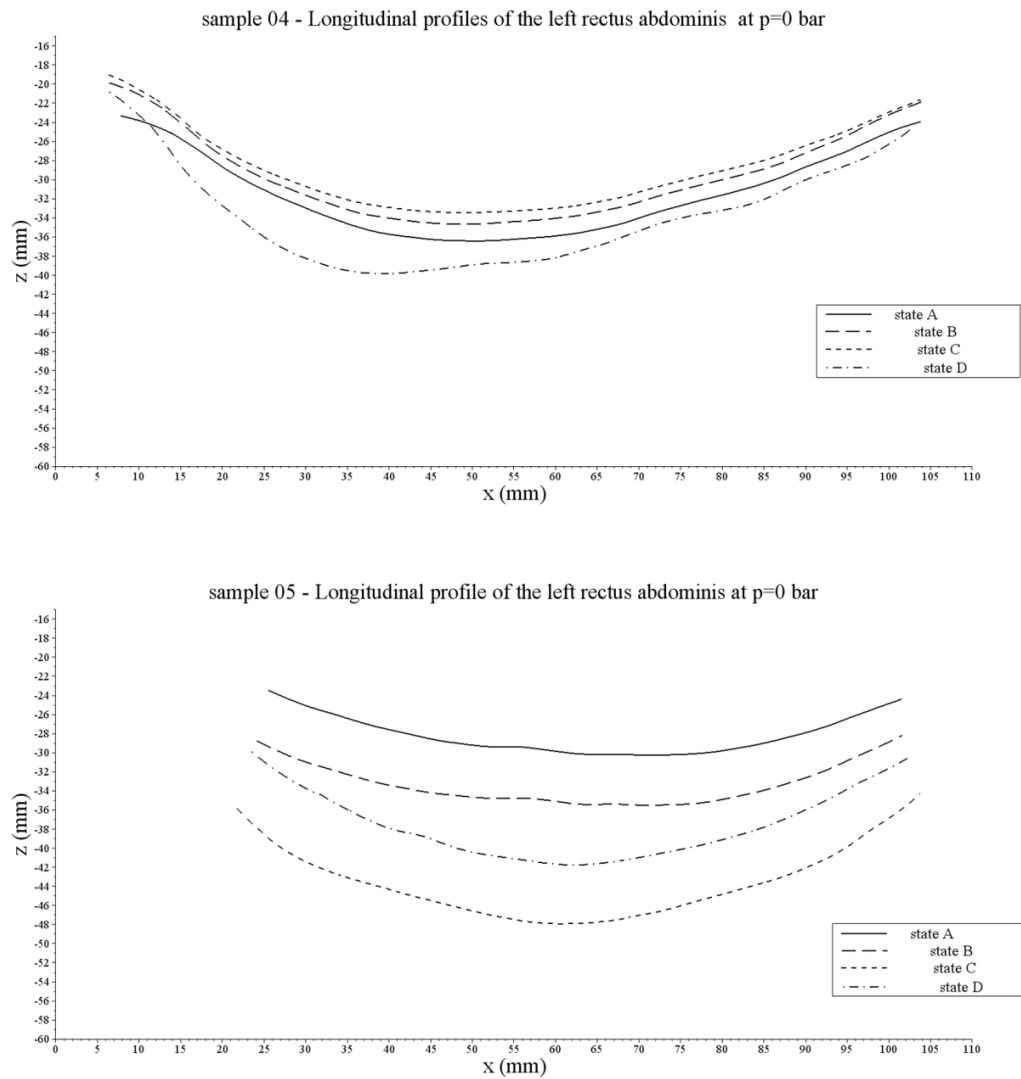 sample 04 - Longitudinal profiles of the left rectus abdominis at p=0 bar
-16
-18
-20
-22
-24
-26
-28
-30
-32
-34
-36
-38
-40
-42
-44
-46
-48
-50
-52
-54
-56
-58
-60
z (mm)
state A
state B
state C
state D
0 5 10 15 20 25 30 35 40 45 50 55 60 65 70 75 80 85 90 95 100 105 110
x (mm)
sample 05 - Longitudinal profile of the left rectus abdominis at p=0 bar
-16
-18
-20
-22
-24
-26
-28
-30
-32
-34
-36
-38
-40
-42
-44
-46
-48
-50
-52
-54
-56
-58
-60
z (mm)
state A
state B
state C
state D
0 5 10 15 20 25 30 35 40 45 50 55 60 65 70 75 80 85 90 95 100 105 110
x (mm)